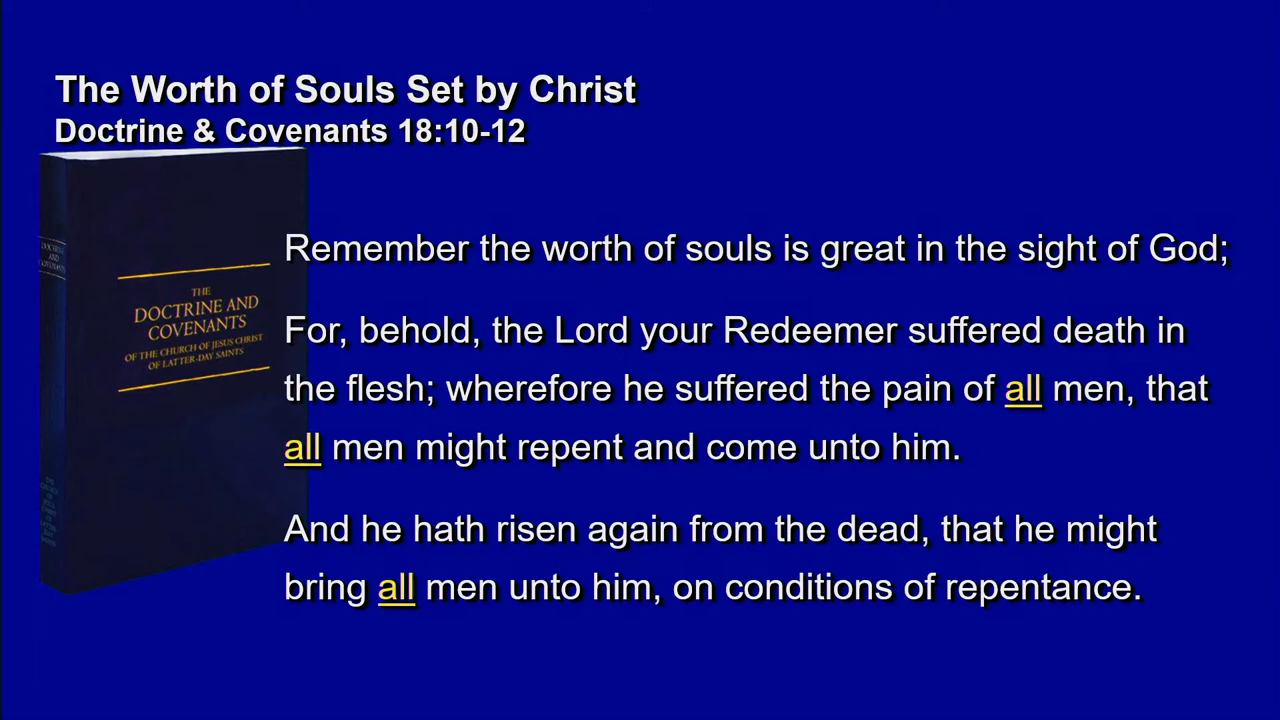 The Worth of Souls Set by Christ
Doctrine & Covenants 18:10-12
THE
DOCTRINE AND
COVENANTS
OF THE CHURCH OF JESUS CHRIST
OF LATTER-DAY SAINTS
DOCTRINE
AND
COVENANTS
Remember the worth of souls is great in the sight of God;
For, behold, the Lord your Redeemer suffered death in
the flesh; wherefore he suffered the pain of all men, that
all men might repent and come unto him.
And he hath risen again from the dead, that he might
bring all men unto him, on conditions of repentance.